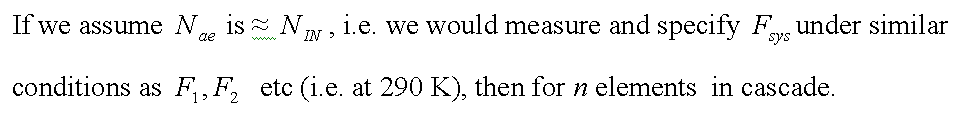 If we assume N_ae is ≈ N_IN , i.e. we would measure and specify F_sys under similar
conditions as F_1, F_2 etc (i.e. at 290 K), then for n elements in cascade.